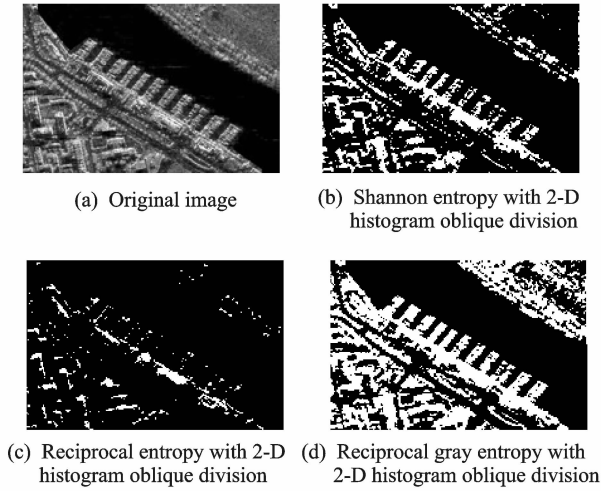 (a) Original image
(b) Shannon entropy with 2-D
histogram oblique division
(c) Reciprocal entropy with 2-D
histogram oblique division
(d) Reciprocal gray entropy with
2-D histogram oblique division